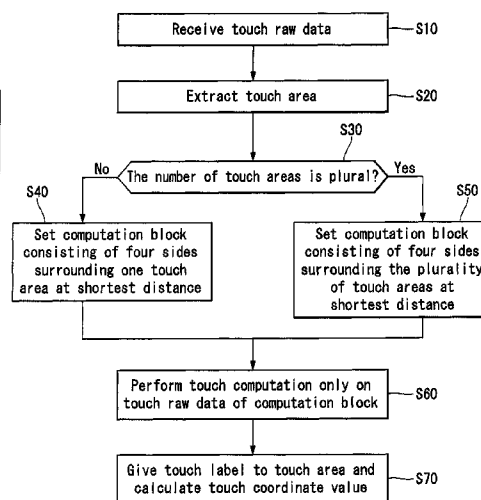 Receive touch raw data
S10
Extract touch area
S20
S30
The number of touch areas is plural?
No
Yes
S40
Set computation block
consisting of four sides
surrounding one touch
area at shortest distance
S50
Set computation block
consisting of four sides
surrounding the plurality
of touch areas at
shortest distance
Perform touch computation only on
touch raw data of computation block
S60
Give touch label to touch area and
calculate touch coordinate value
S70